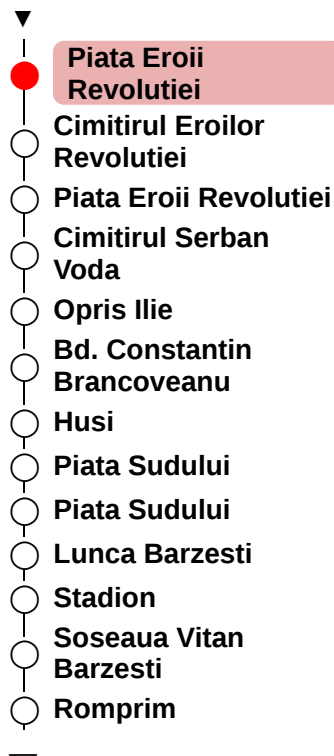 Piata Eroii
Revolutiei
Cimitirul Eroilor
Revolutiei
Piata Eroii Revolutiei
Cimitirul Serban
Voda
Opris Ilie
Bd. Constantin
Brancoveanu
Husi
Piata Sudului
Piata Sudului
Lunca Barzesti
Stadion
Soseaua Vitan
Barzesti
Romprim